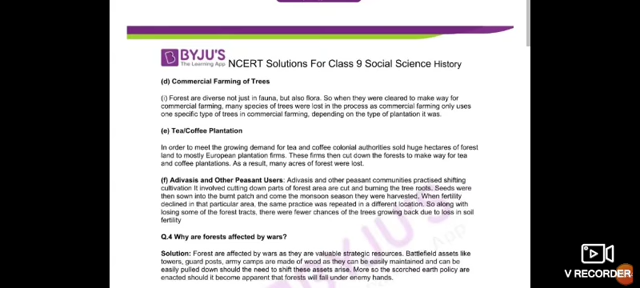 BYJU'S
The Learning App
NCERT Solutions For Class 9 Social Science History
(d) Commercial Farming of Trees
(i) Forest are diverse not just in fauna, but also flora. So when they were cleared to make way for
commercial farming, many species of trees were lost in the process as commercial farming only uses
one specific type of trees in commercial farming, depending on the type of plantation it was.
(e) Tea/Coffee Plantation
In order to meet the growing demand for tea and coffee colonial authorities sold huge hectares of forest
land to mostly European plantation firms. These firms then cut down the forests to make way for tea
and coffee plantations. As a result, many acres of forest were lost.
(f) Adivasis and Other Peasant Users: Adivasis and other peasant communities practised shifting
cultivation It involved cutting down parts of forest area are cut and burning the tree roots. Seeds were
then sown into the burnt patch and come the monsoon season they were harvested. When fertility
declined in that particular area, the same practice was repeated in a different location. So along with
losing some of the forest tracts, there were fewer chances of the trees growing back due to loss in soil
fertility
Q.4 Why are forests affected by wars?
Solution: Forest are affected by wars as they are valuable strategic resources. Battlefield assets like
towers, guard posts, army camps are made of wood as they can be easily maintained and can be
easily pulled down should the need to shift these assets arise. More so the scorched earth policy are
enacted should it become apparent that forests will fall under enemy hands.
BYJU'S
App
V RECORDER